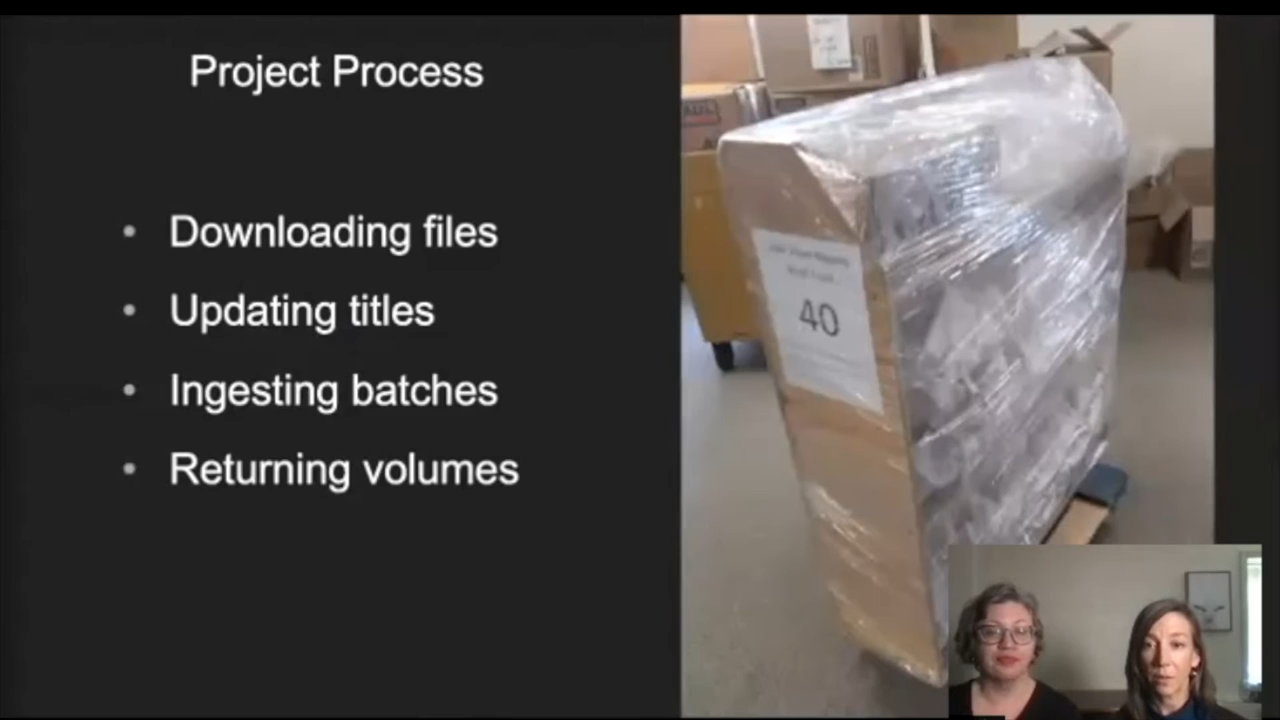 Project Process
• Downloading files
• Updating titles
• Ingesting batches
• Returning volumes
40